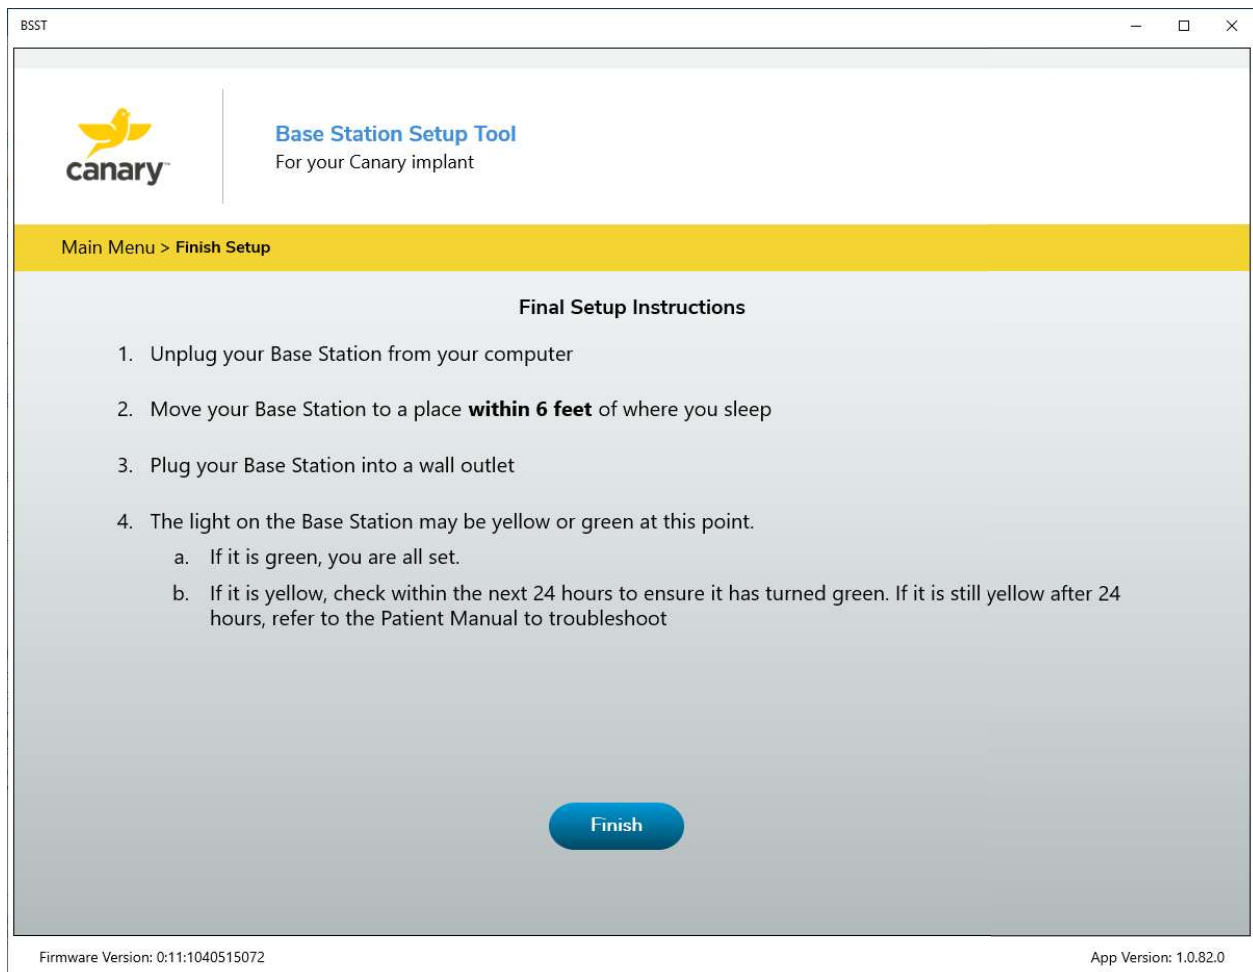 BSST
canary™
Base Station Setup Tool
For your Canary implant
Main Menu > Finish Setup
Final Setup Instructions
1. Unplug your Base Station from your computer
2. Move your Base Station to a place within 6 feet of where you sleep
3. Plug your Base Station into a wall outlet
4. The light on the Base Station may be yellow or green at this point.
a. If it is green, you are all set.
b. If it is yellow, check within the next 24 hours to ensure it has turned green. If it is still yellow after 24
hours, refer to the Patient Manual to troubleshoot
Finish
Firmware Version: 0:11:1040515072
App Version: 1.0.82.0